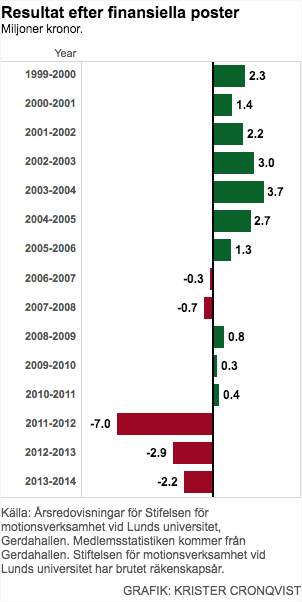 Resultat efter finansiella poster
Miljoner kronor.
Year
1999-2000 2.3
2000-2001 1.4
2001-2002 2.2
2002-2003 3.0
2003-2004 3.7
2004-2005 2.7
2005-2006 1.3
2006-2007 -0.3
2007-2008 -0.7
2008-2009 0.8
2009-2010 0.3
2010-2011 0.4
2011-2012 -7.0
2012-2013 -2.9
2013-2014 -2.2
Källa: Årsredovisningar för Stifelsen för
motionsverksamhet vid Lunds universitet,
Gerdahallen. Medlemsstatistiken kommer från
Gerdahallen. Stiftelsen för motionsverksamhet vid
Lunds universitet har brutet räkenskapsår.
GRAFIK: KRISTER CRONQVIST